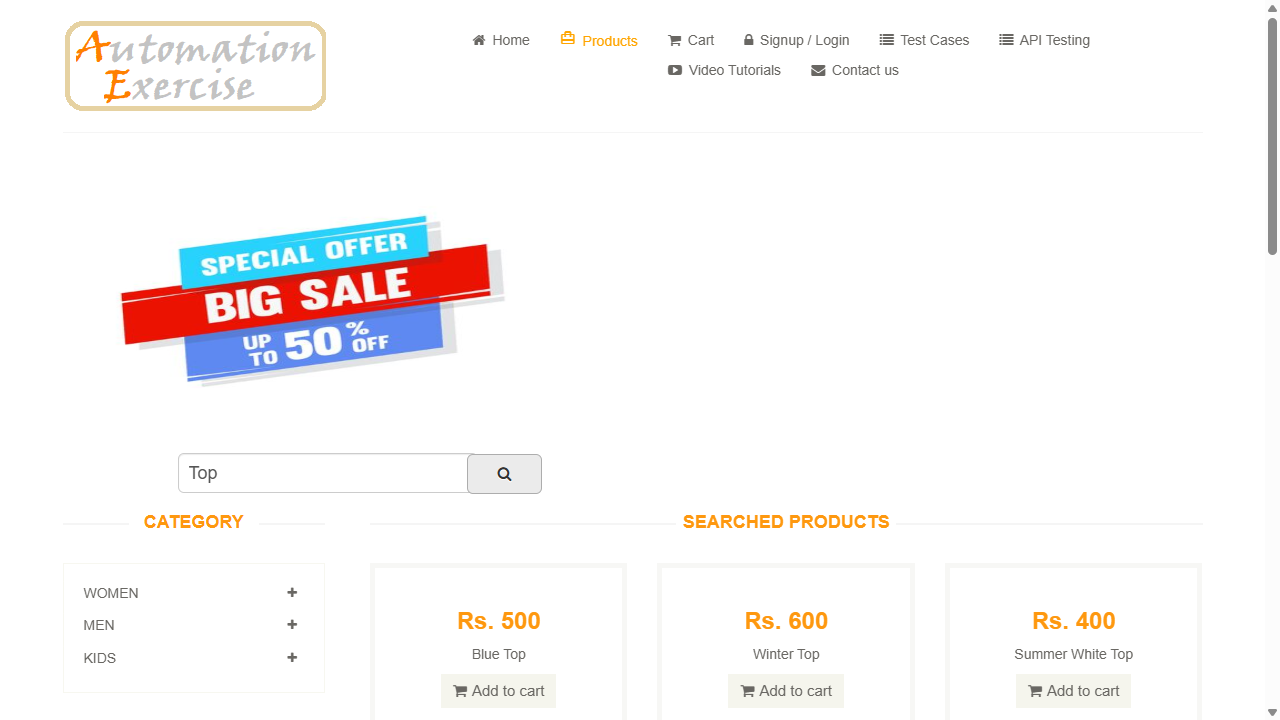 Automation
Exercise
Home
Products
Cart
Signup / Login
Test Cases
API Testing
Video Tutorials
Contact us
SPECIAL OFFER
BIG SALE
UP TO 50% OFF
Top
CATEGORY
WOMEN
MEN
KIDS
SEARCHED PRODUCTS
Rs. 500
Blue Top
Add to cart
Rs. 600
Winter Top
Add to cart
Rs. 400
Summer White Top
Add to cart